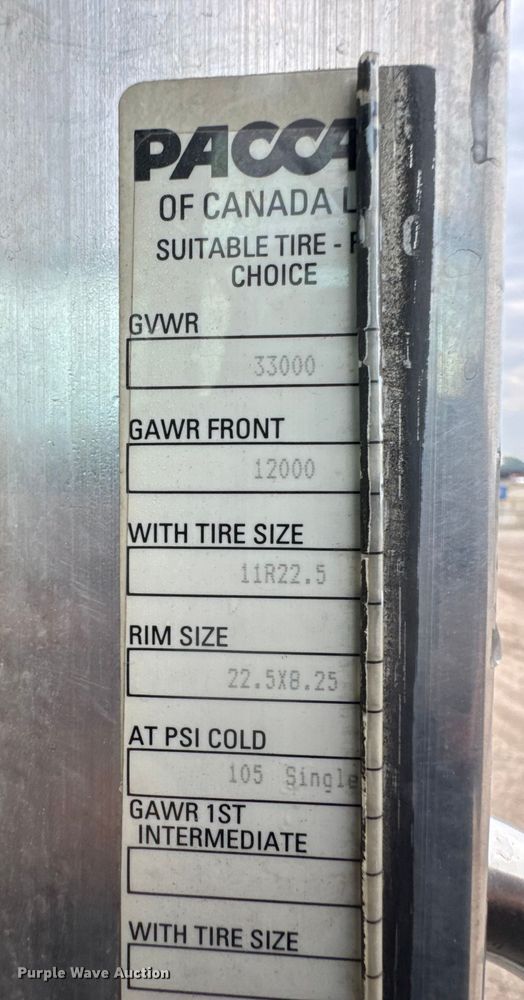 PACCA
OF CANADA L
SUITABLE TIRE -
CHOICE
GVWR
33000
GAWR FRONT
12000
WITH TIRE SIZE
11R22.5
RIM SIZE
22.5X8.25
AT PSI COLD
105 Single
GAWR 1ST
INTERMEDIATE
WITH TIRE SIZE
Purple Wave Auction